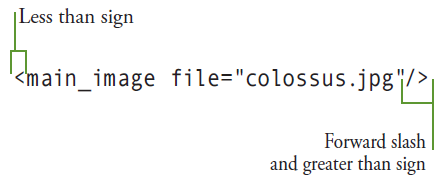 Less than sign
<main_image file="colossus.jpg"/>
Forward slash
and greater than sign